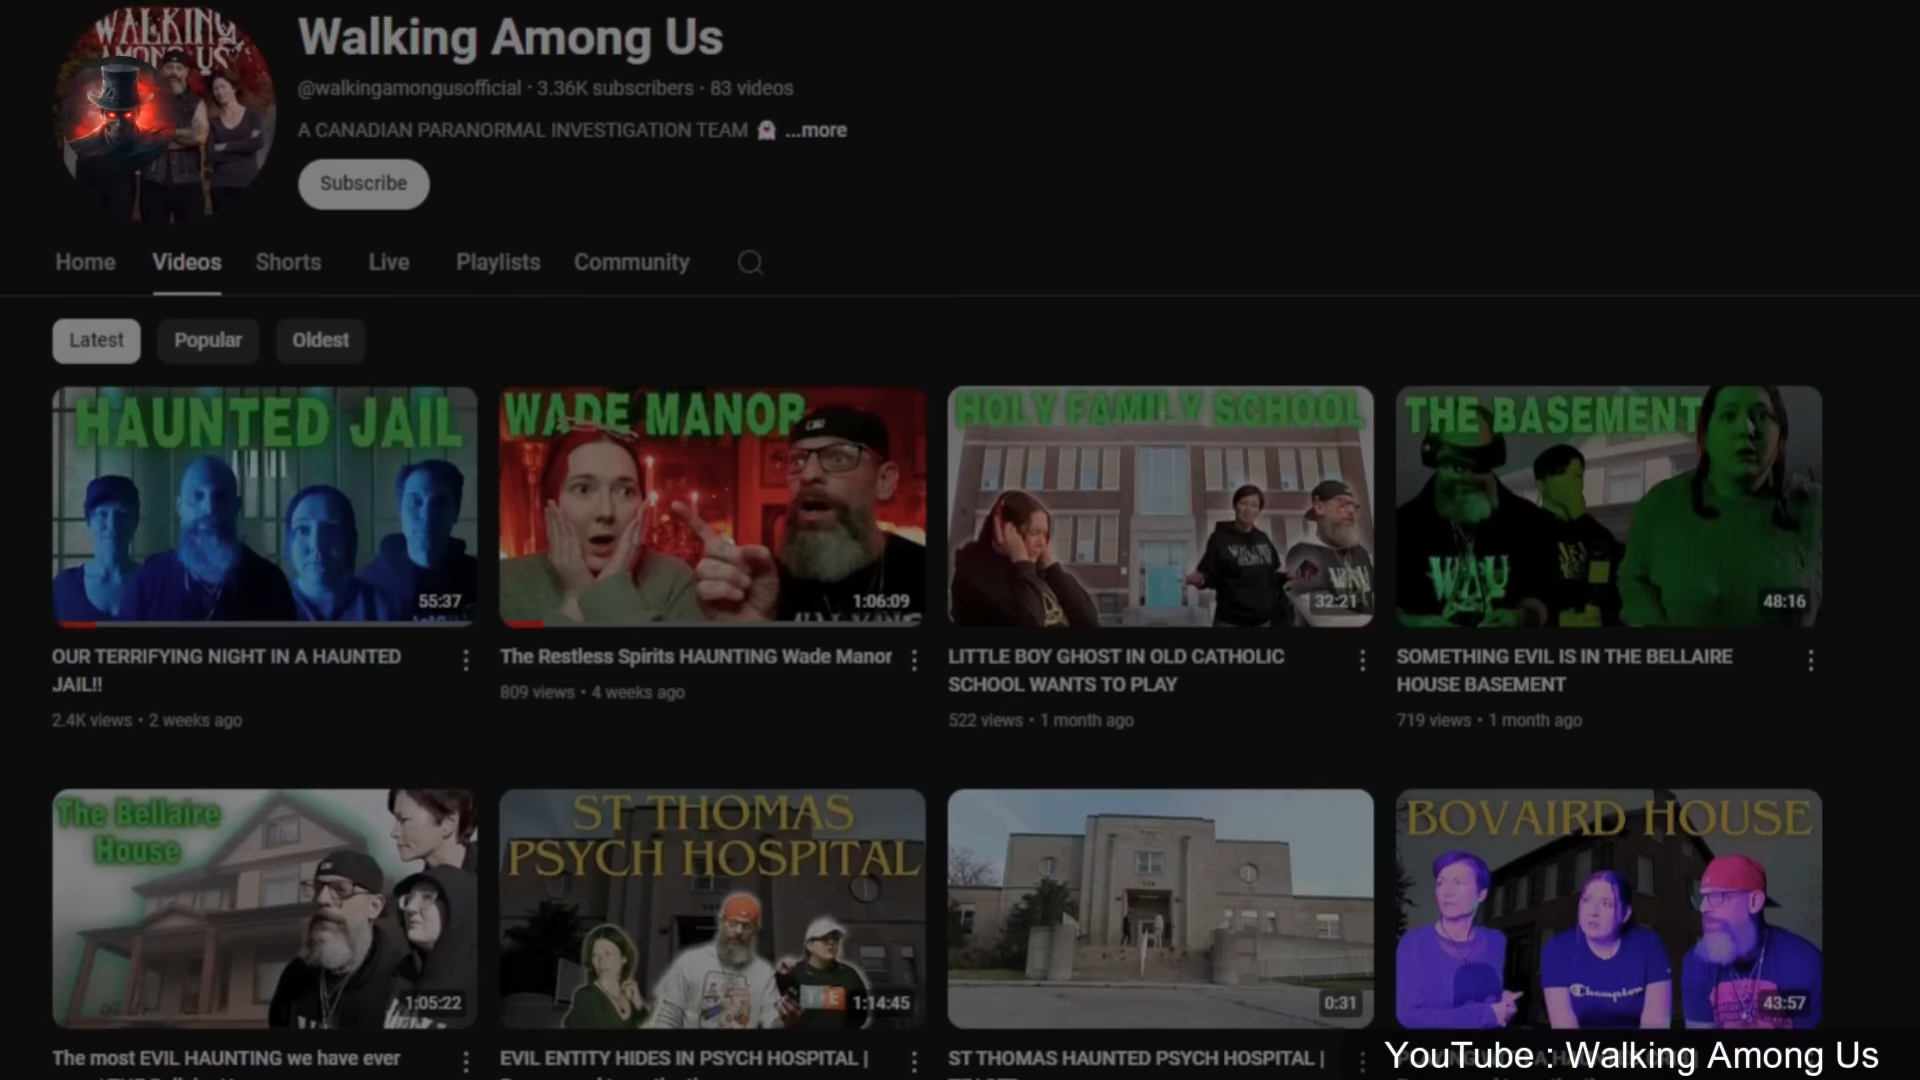 WALKING
AMONG US
Walking Among Us
@walkingamongusofficial · 3.36K subscribers · 83 videos
A CANADIAN PARANORMAL INVESTIGATION TEAM 👻 ...more
Subscribe
Home Videos Shorts Live Playlists Community
Latest Popular Oldest
HAUNTED JAIL
55:37
WADE MANOR
1:06:09
HOLY FAMILY SCHOOL
32:21
THE BASEMENT
WAU
48:16
OUR TERRIFYING NIGHT IN A HAUNTED
JAIL!!
2.4K views • 2 weeks ago
The Restless Spirits HAUNTING Wade Manor
809 views • 4 weeks ago
LITTLE BOY GHOST IN OLD CATHOLIC
SCHOOL WANTS TO PLAY
522 views • 1 month ago
SOMETHING EVIL IS IN THE BELLAIRE
HOUSE BASEMENT
719 views • 1 month ago
The Bellaire
House
1:05:22
ST THOMAS
PSYCH HOSPITAL
1:14:45
0:31
BOVAIRD HOUSE
Champion
43:57
The most EVIL HAUNTING we have ever
EVIL ENTITY HIDES IN PSYCH HOSPITAL |
ST THOMAS HAUNTED PSYCH HOSPITAL |
YouTube : Walking Among Us